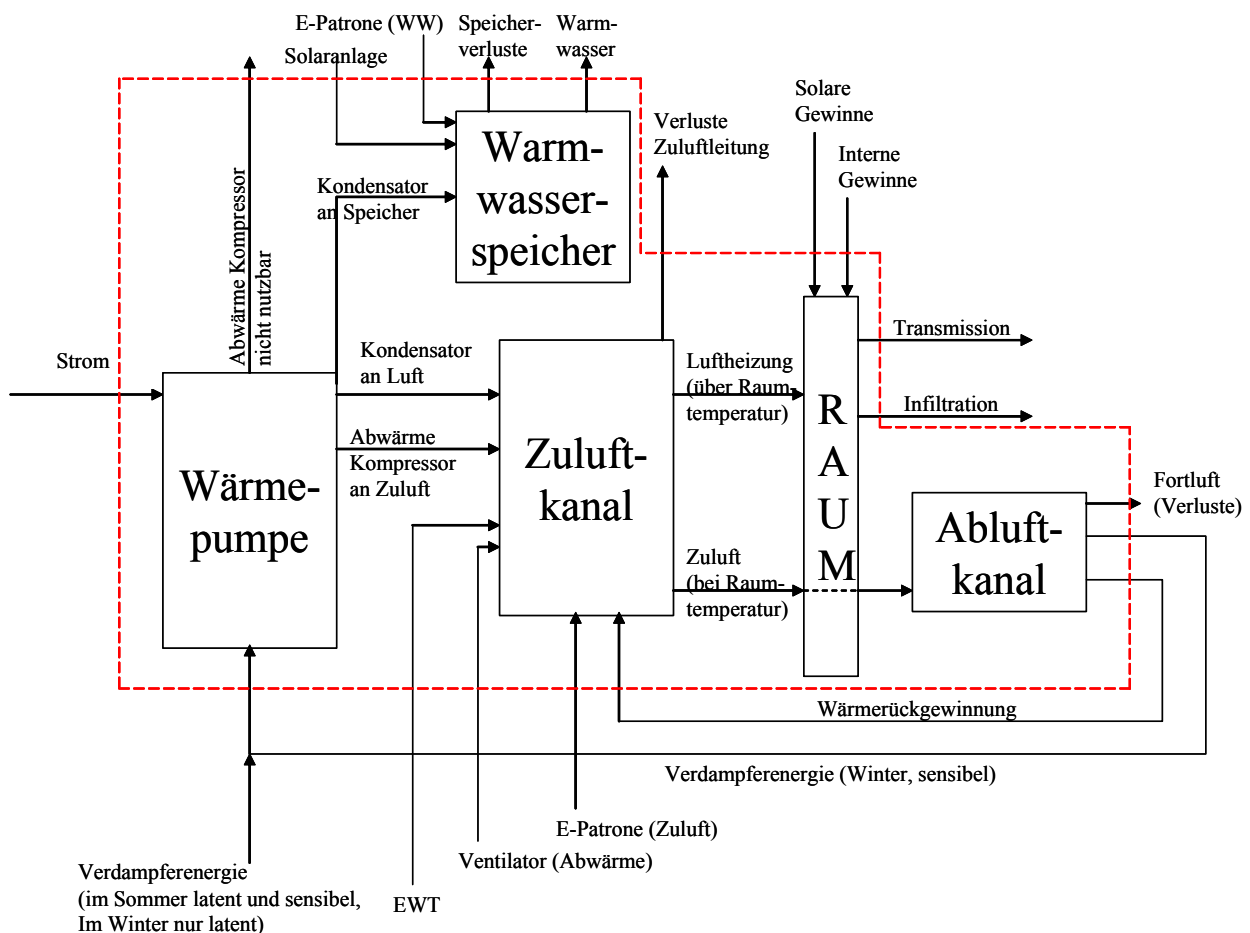 E-Patrone (WW)
Solaranlage
Speicher-
verluste
Warm-
wasser
Solare
Gewinne
Verluste
Zuluftleitung
Interne
Gewinne
Warm-
wasser-
speicher
Kondensator
an Speicher
Abwärme Kompressor
nicht nutzbar
Strom
Kondensator
an Luft
Luftheizung
(über Raum-
temperatur)
Transmission
Infiltration
RAUM
Abwärme
Kompressor
an Zuluft
Wärme-
pumpe
Zuluft-
kanal
Zuluft
(bei Raum-
temperatur)
Abluft-
kanal
Fortluft
(Verluste)
Wärmerückgewinnung
Verdampferenergie (Winter, sensibel)
E-Patrone (Zuluft)
Ventilator (Abwärme)
EWT
Verdampferenergie
(im Sommer latent und sensibel,
Im Winter nur latent)